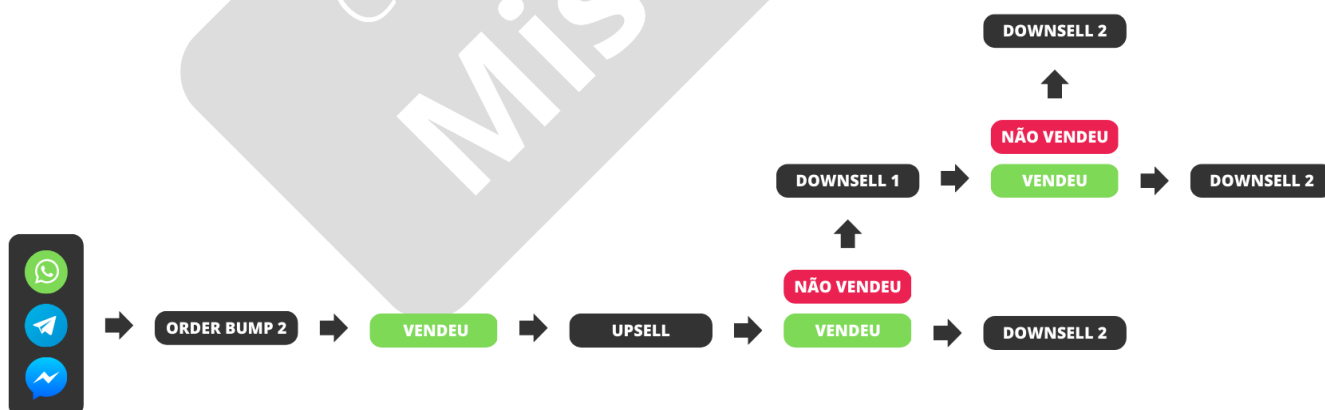 Mis
DOWNSELL 2
NÃO VENDEU
DOWNSELL 1
VENDEU
DOWNSELL 2
NÃO VENDEU
ORDER BUMP 2
VENDEU
UPSELL
VENDEU
DOWNSELL 2